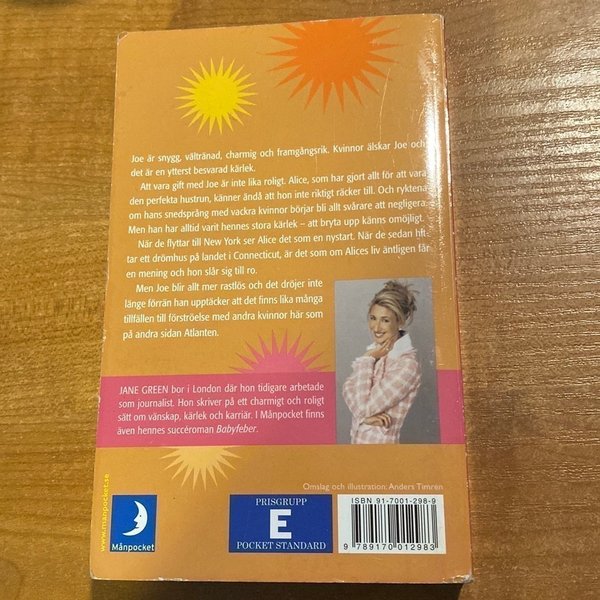 Joe är snygg, vältränad, charmig och framgångsrik. Kvinnor älskar Joe och
det är en ytterst besvarad kärlek.
Att vara gift med Joe är inte lika roligt. Alice, som har gjort allt för att vara
den perfekta hustrun, känner ändå att hon inte riktigt räcker till. Och ryktena
om hans snedsprång med vackra kvinnor börjar bli allt svårare att negligera.
Men han har alltid varit hennes stora kärlek – att bryta upp känns omöjligt.
När de flyttar till New York ser Alice det som en nystart. När de sedan hit-
tar ett drömhus på landet i Connecticut, är det som om Alices liv äntligen får
en mening och hon slår sig till ro.
Men Joe blir allt mer rastlös och det dröjer inte
länge förrän han upptäcker att det finns lika många
tillfällen till förströelse med andra kvinnor här som
på andra sidan Atlanten.
JANE GREEN bor i London där hon tidigare arbetade
som journalist. Hon skriver på ett charmigt och roligt
sätt om vänskap, kärlek och karriär. I Månpocket finns
även hennes succéroman Babyfeber.
Omslag och illustration: Anders Timrén
www.manpocket.se
Månpocket
PRISGRUPP
E
POCKET STANDARD
ISBN 91-7001-298-9
9 789170 012983